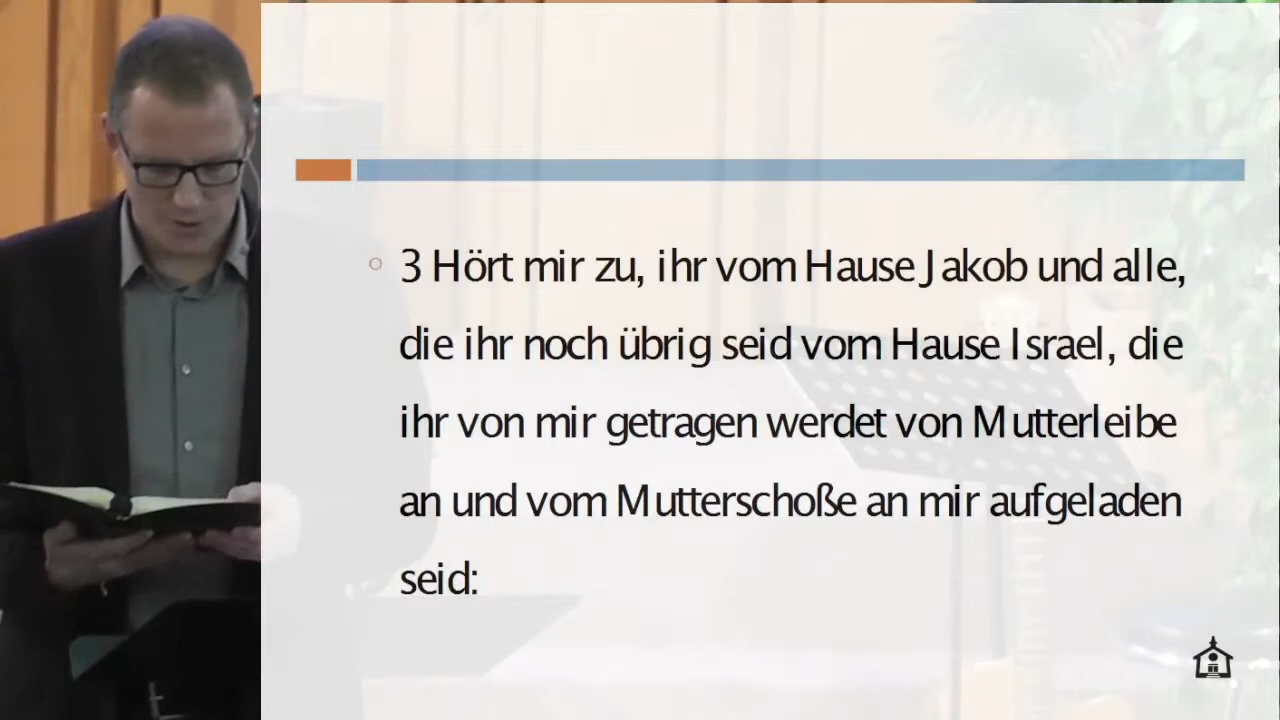 3 Hört mir zu, ihr vom Hause Jakob und alle,
die ihr noch übrig seid vom Hause Israel, die
ihr von mir getragen werdet von Mutterleibe
an und vom Mutterschoße an mir aufgeladen
seid: